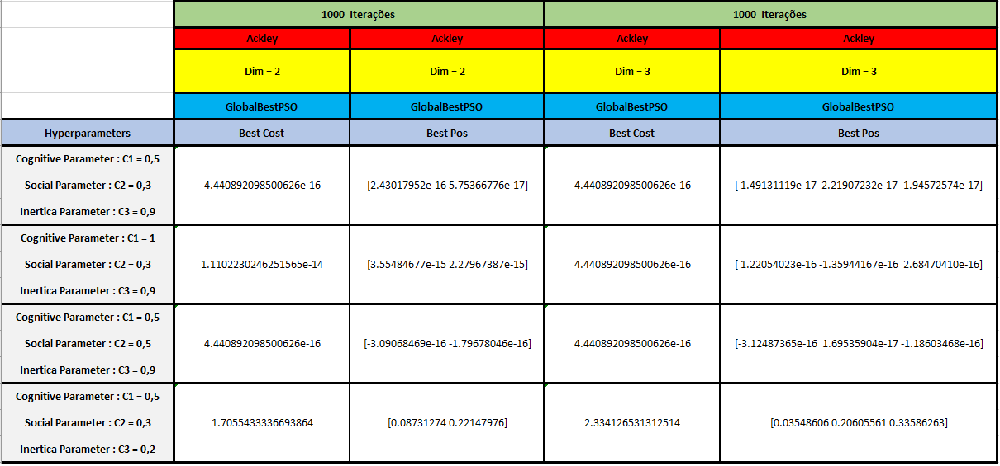 1000 Iterações 1000 Iterações
Ackley Ackley Ackley Ackley
Dim = 2 Dim = 2 Dim = 3 Dim = 3
GlobalBestPSO GlobalBestPSO GlobalBestPSO GlobalBestPSO
Hyperparameters Best Cost Best Pos Best Cost Best Pos
Cognitive Parameter : C1 = 0,5
Social Parameter : C2 = 0,3 4.440892098500626e-16 [2.43017952e-16 5.75366776e-17] 4.440892098500626e-16 [ 1.49131119e-17 2.21907232e-17 -1.94572574e-17]
Inertica Parameter : C3 = 0,9
Cognitive Parameter : C1 = 1
Social Parameter : C2 = 0,3 1.1102230246251565e-14 [3.55484677e-15 2.27967387e-15] 4.440892098500626e-16 [ 1.22054023e-16 -1.35944167e-16 2.68470410e-16]
Inertica Parameter : C3 = 0,9
Cognitive Parameter : C1 = 0,5
Social Parameter : C2 = 0,5 4.440892098500626e-16 [-3.09068469e-16 -1.79678046e-16] 4.440892098500626e-16 [-3.12487365e-16 1.69535904e-17 -1.18603468e-16]
Inertica Parameter : C3 = 0,9
Cognitive Parameter : C1 = 0,5
Social Parameter : C2 = 0,3 1.7055433336693864 [0.08731274 0.22147976] 2.334126531312514 [0.03548606 0.20605561 0.33586263]
Inertica Parameter : C3 = 0,2